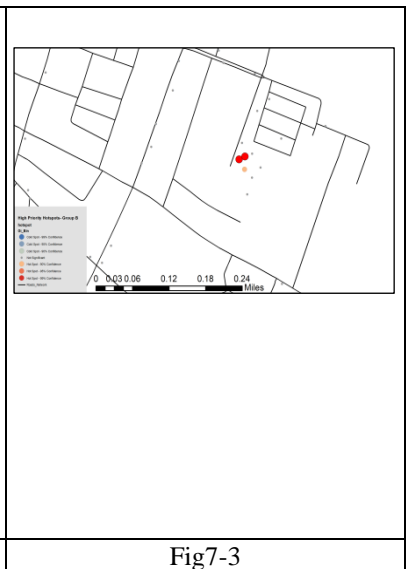 High Priority Hotspots- Group B
hotspot
Gi_Bin
Cold Spot - 99% Confidence
Cold Spot - 95% Confidence
Cold Spot - 90% Confidence
Not Significant
Hot Spot - 90% Confidence
Hot Spot - 95% Confidence
Hot Spot - 99% Confidence
0 0.03 0.06 0.12 0.18 0.24
Miles
Fig7-3